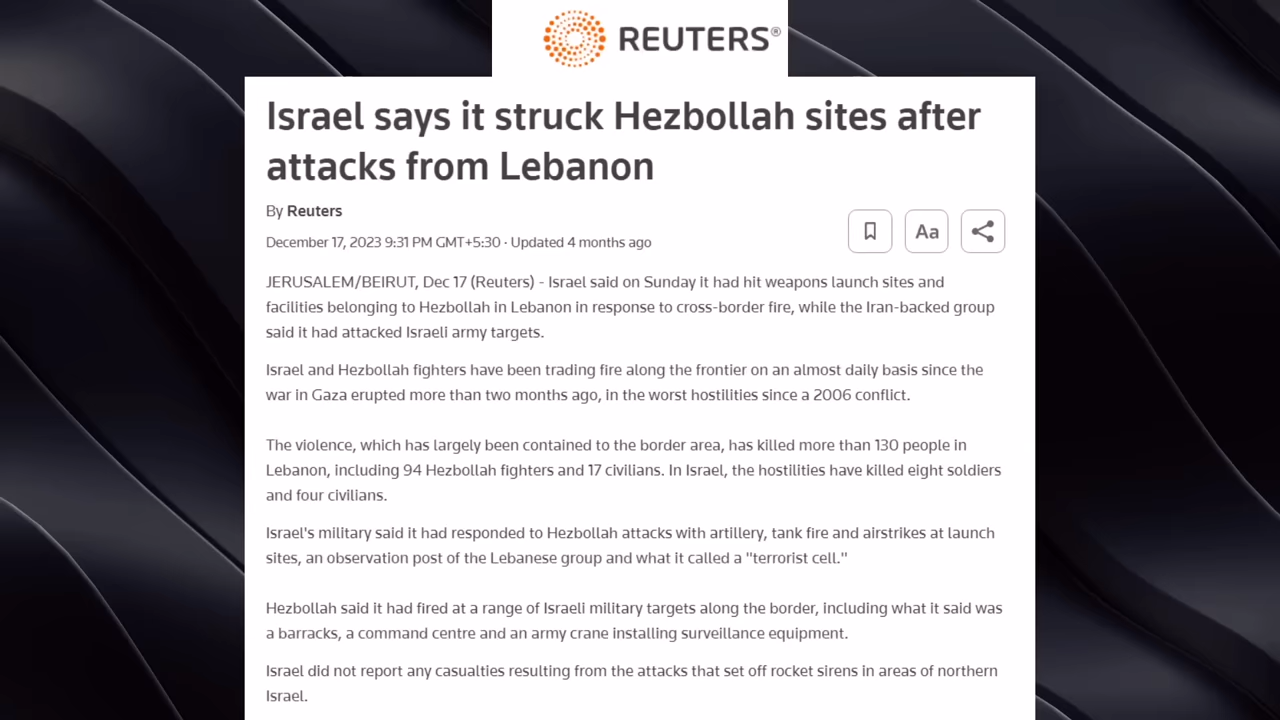 REUTERS®
Israel says it struck Hezbollah sites after
attacks from Lebanon
By Reuters
December 17, 2023 9:31 PM GMT+5:30 · Updated 4 months ago
Aa
JERUSALEM/BEIRUT, Dec 17 (Reuters) - Israel said on Sunday it had hit weapons launch sites and
facilities belonging to Hezbollah in Lebanon in response to cross-border fire, while the Iran-backed group
said it had attacked Israeli army targets.
Israel and Hezbollah fighters have been trading fire along the frontier on an almost daily basis since the
war in Gaza erupted more than two months ago, in the worst hostilities since a 2006 conflict.
The violence, which has largely been contained to the border area, has killed more than 130 people in
Lebanon, including 94 Hezbollah fighters and 17 civilians. In Israel, the hostilities have killed eight soldiers
and four civilians.
Israel's military said it had responded to Hezbollah attacks with artillery, tank fire and airstrikes at launch
sites, an observation post of the Lebanese group and what it called a "terrorist cell."
Hezbollah said it had fired at a range of Israeli military targets along the border, including what it said was
a barracks, a command centre and an army crane installing surveillance equipment.
Israel did not report any casualties resulting from the attacks that set off rocket sirens in areas of northern
Israel.